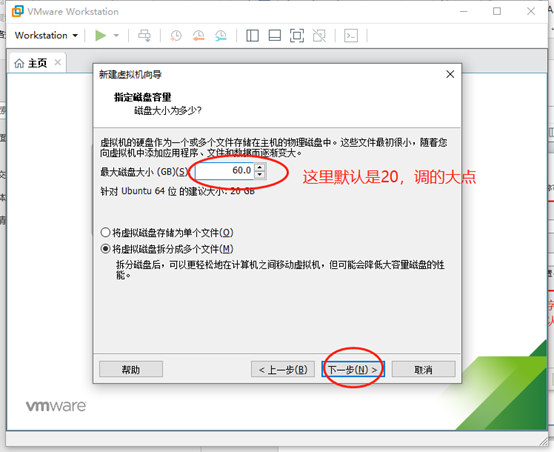 VMware Workstation
Workstation
主页
新建虚拟机向导
指定磁盘容量
磁盘大小为多少?
虚拟机的硬盘作为一个或多个文件存储在主机的物理磁盘中。这些文件最初很小，随着您
向虚拟机中添加应用程序、文件和数据而逐渐变大。
最大磁盘大小 (GB)(S): 60.0
这里默认是20，调的大点
针对 Ubuntu 64 位 的建议大小: 20 GB
将虚拟磁盘存储为单个文件(O)
将虚拟磁盘拆分成多个文件(M)
拆分磁盘后，可以更轻松地在计算机之间移动虚拟机，但可能会降低大容量磁盘的性
能。
帮助
< 上一步(B)
下一步(N) >
取消
vmware